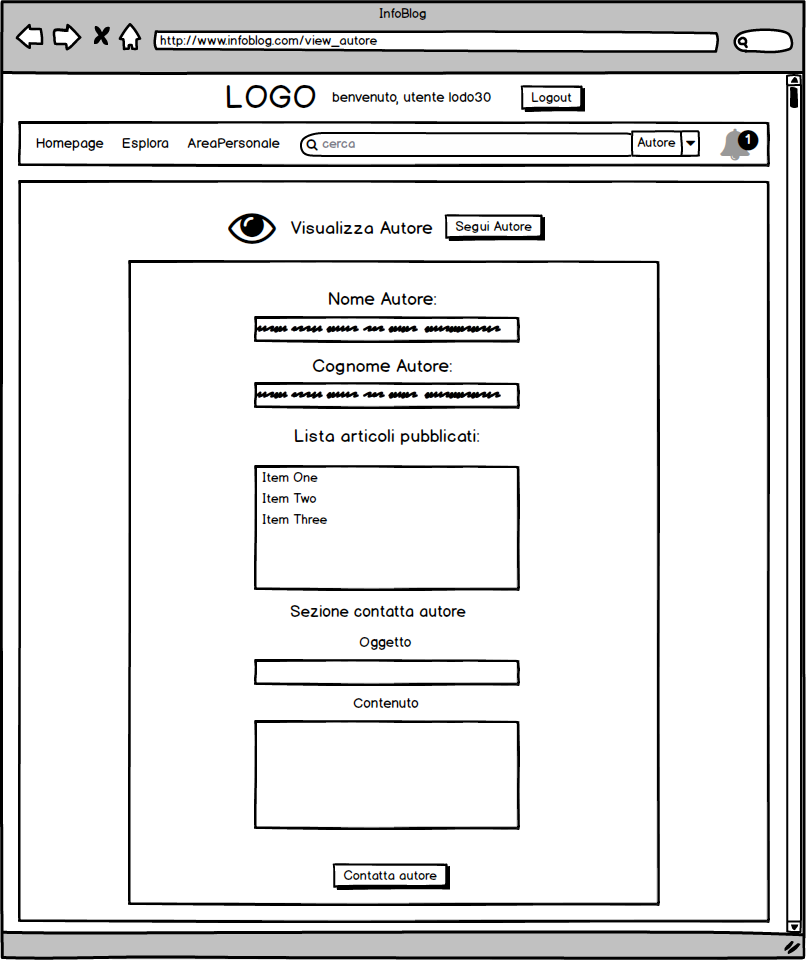 InfoBlog
http://www.infoblog.com/view_autore
LOGO benvenuto, utente lodo30 Logout
Homepage Esplora AreaPersonale cerca Autore 1
Visualizza Autore Segui Autore
Nome Autore:
Cognome Autore:
Lista articoli pubblicati:
Item One
Item Two
Item Three
Sezione contatta autore
Oggetto
Contenuto
Contatta autore